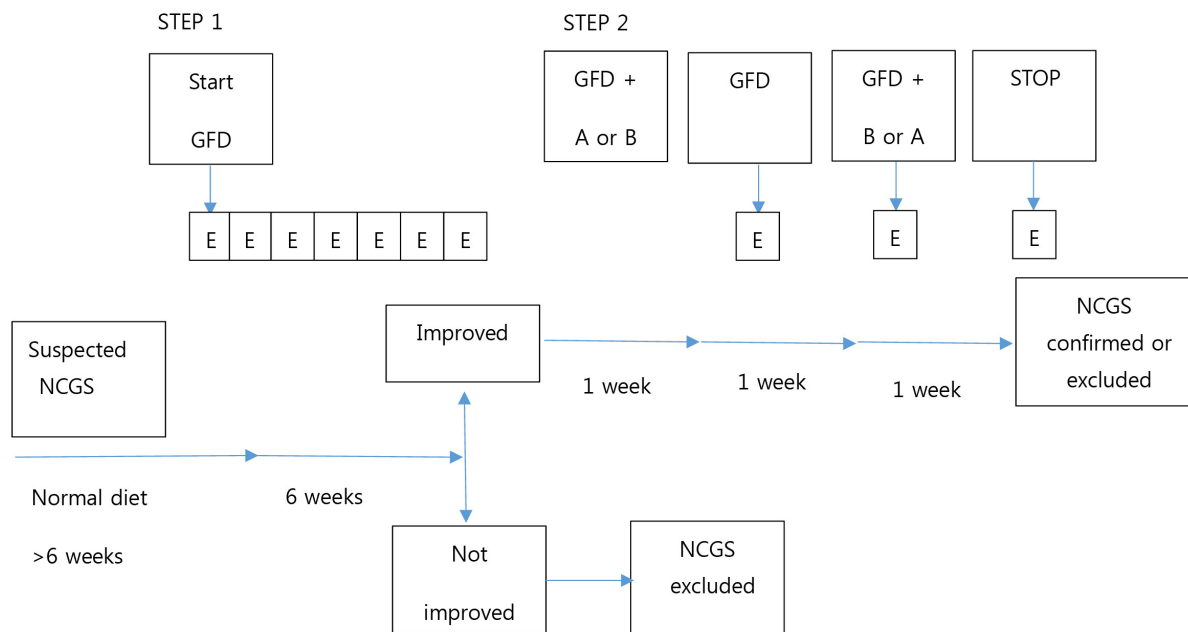 STEP 1
STEP 2
Start
GFD
GFD +
A or B
GFD
GFD +
B or A
STOP
E E E E E E E
E
E
E
Suspected
NCGS
Improved
1 week
1 week
1 week
NCGS
confirmed or
excluded
Normal diet
>6 weeks
6 weeks
Not
improved
NCGS
excluded